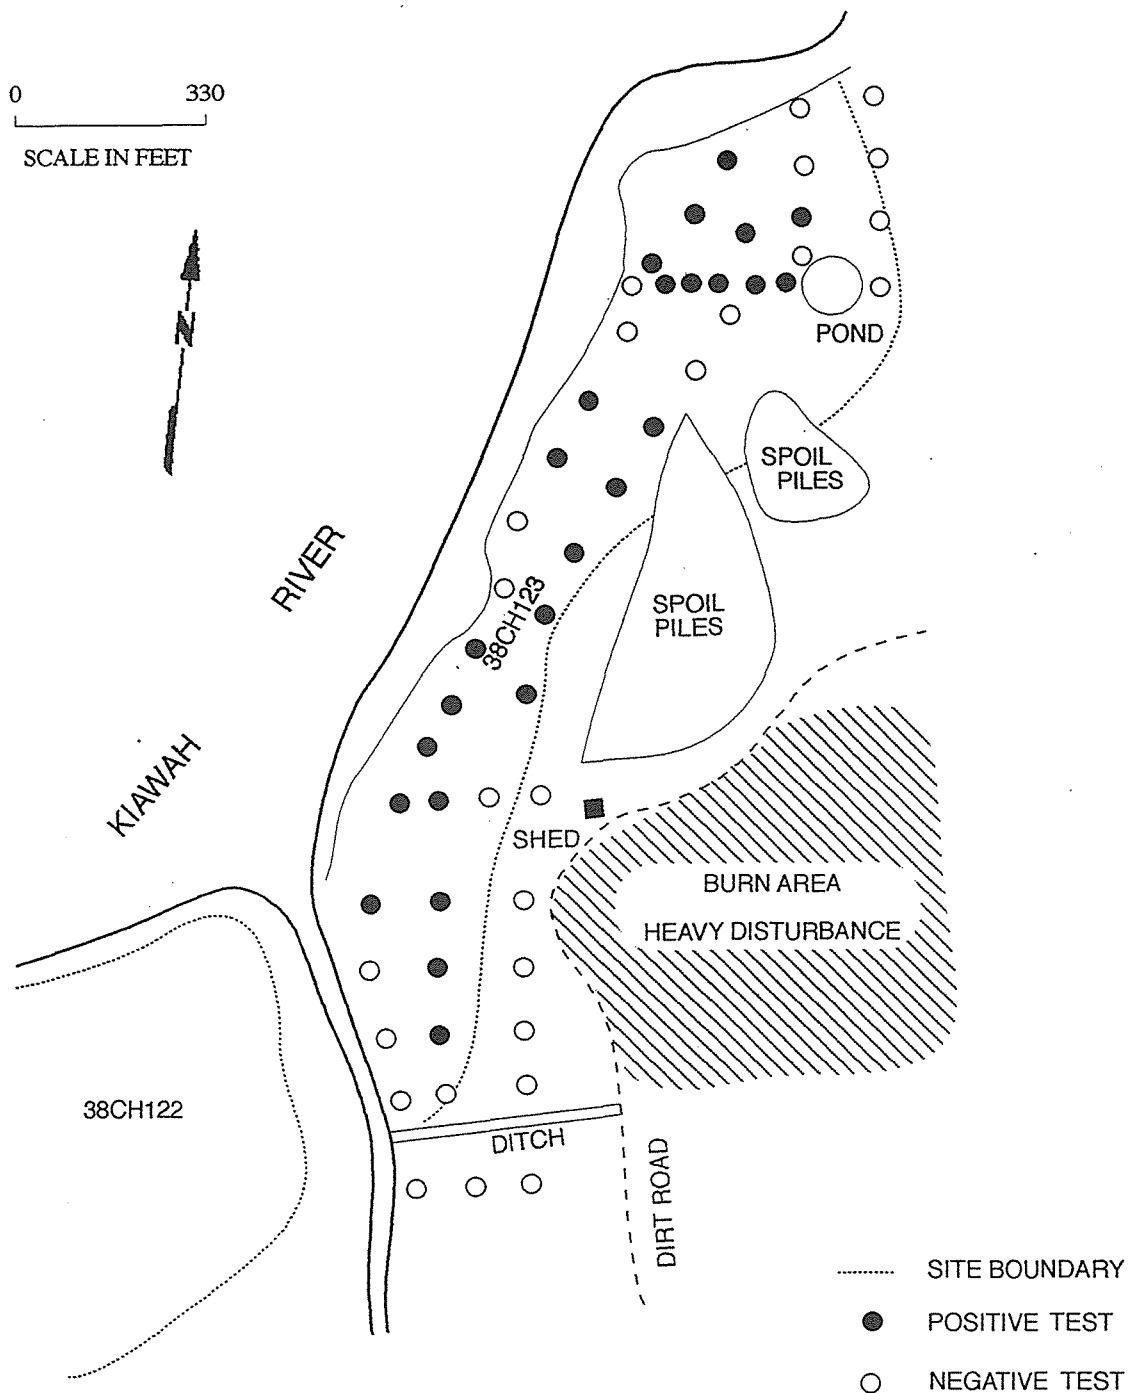 0 330
SCALE IN FEET
N
POND
SPOIL
PILES
RIVER
38CH123
SPOIL
PILES
KIAWAH
SHED
BURN AREA
HEAVY DISTURBANCE
38CH122
DITCH
DIRT ROAD
SITE BOUNDARY
POSITIVE TEST
NEGATIVE TEST